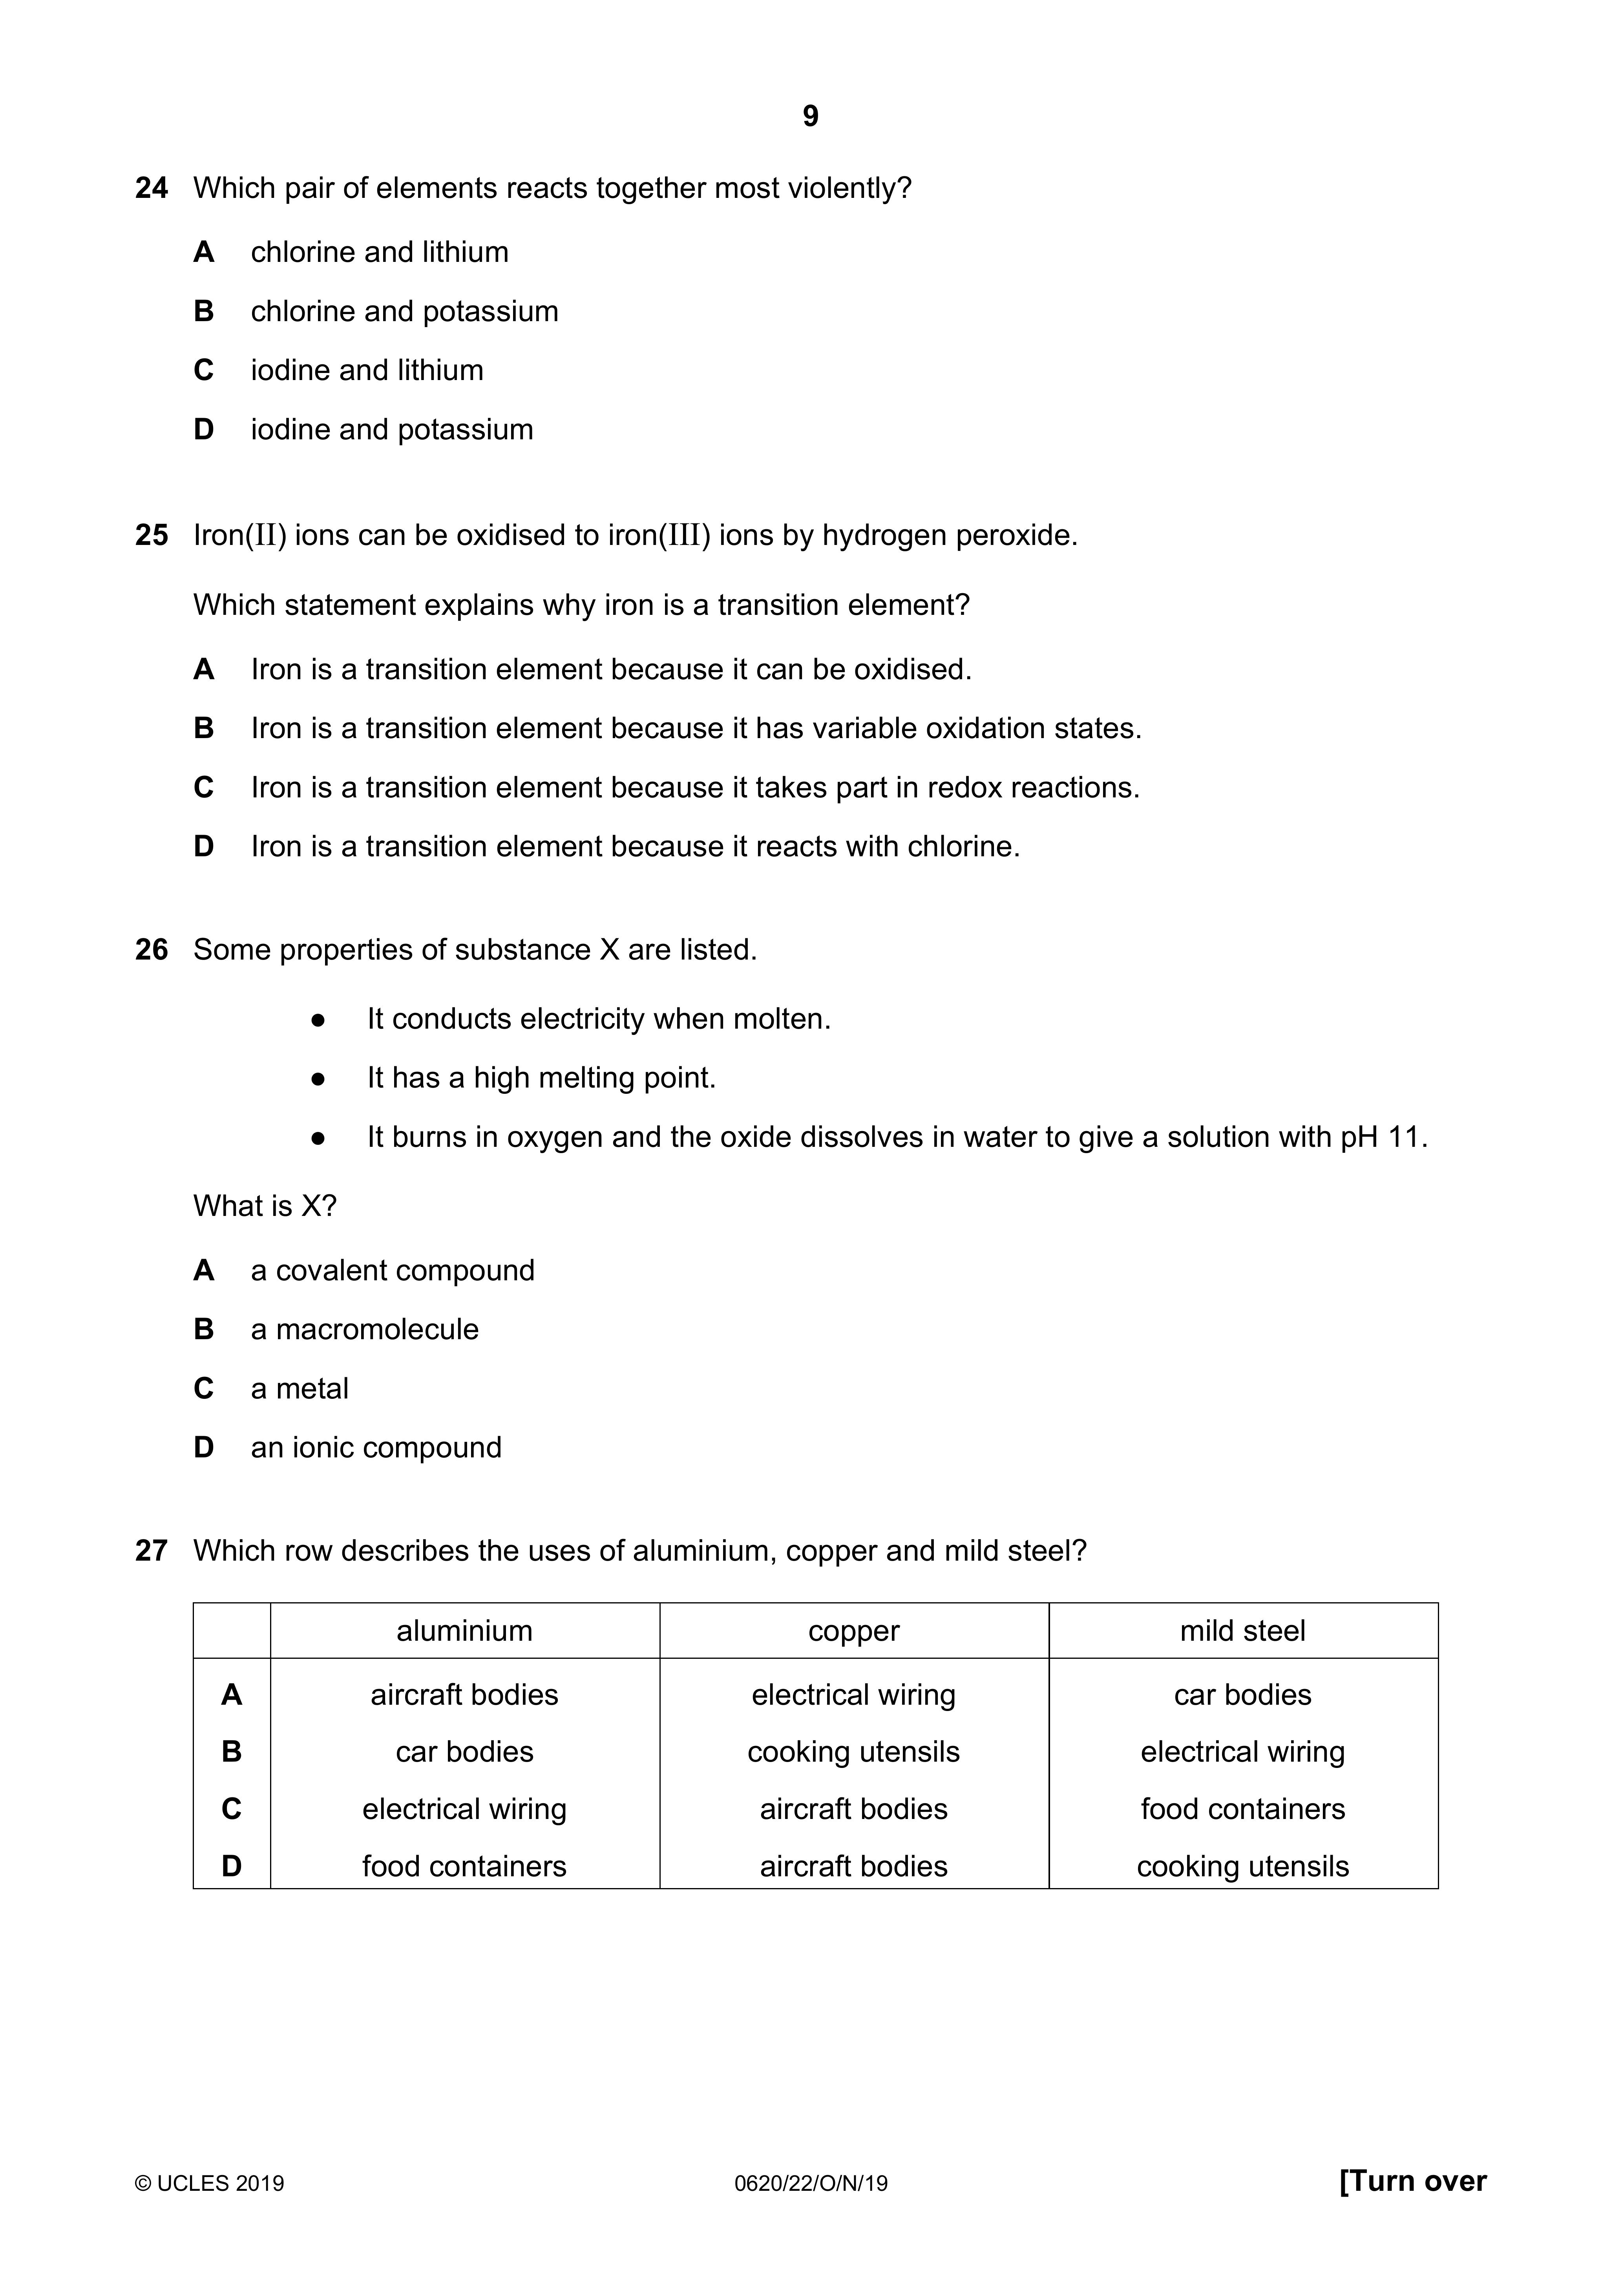 9
24 Which pair of elements reacts together most violently?
A chlorine and lithium
B chlorine and potassium
C iodine and lithium
D iodine and potassium
25 Iron(II) ions can be oxidised to iron(III) ions by hydrogen peroxide.
Which statement explains why iron is a transition element?
A Iron is a transition element because it can be oxidised.
B Iron is a transition element because it has variable oxidation states.
C Iron is a transition element because it takes part in redox reactions.
D Iron is a transition element because it reacts with chlorine.
26 Some properties of substance X are listed.
● It conducts electricity when molten.
● It has a high melting point.
● It burns in oxygen and the oxide dissolves in water to give a solution with pH 11.
What is X?
A a covalent compound
B a macromolecule
C a metal
D an ionic compound
27 Which row describes the uses of aluminium, copper and mild steel?
aluminium copper mild steel
A aircraft bodies electrical wiring car bodies
B car bodies cooking utensils electrical wiring
C electrical wiring aircraft bodies food containers
D food containers aircraft bodies cooking utensils
© UCLES 2019 0620/22/O/N/19 [Turn over